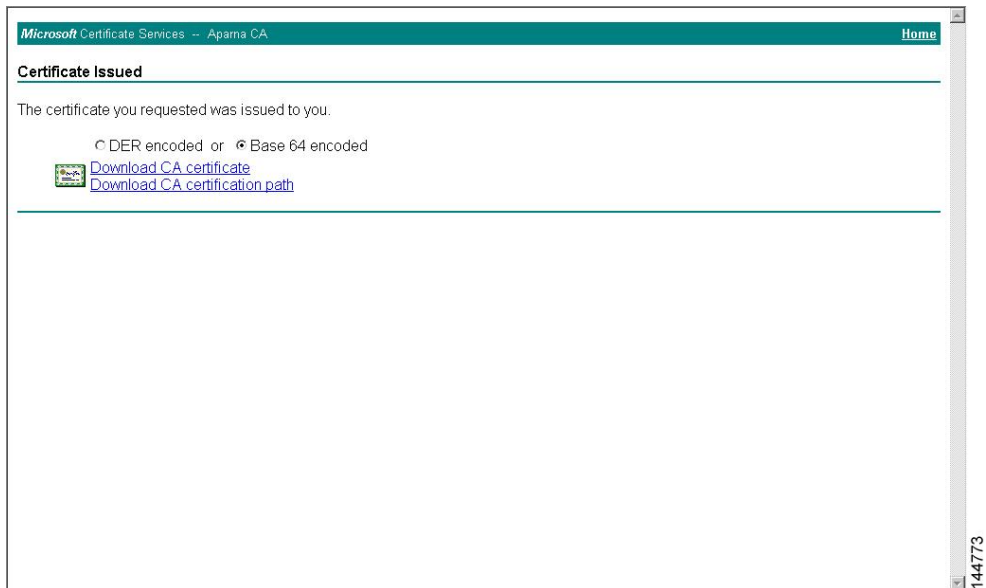 Microsoft Certificate Services -- Aparna CA Home
Certificate Issued
The certificate you requested was issued to you.
DER encoded or Base 64 encoded
Download CA certificate
Download CA certification path
144773